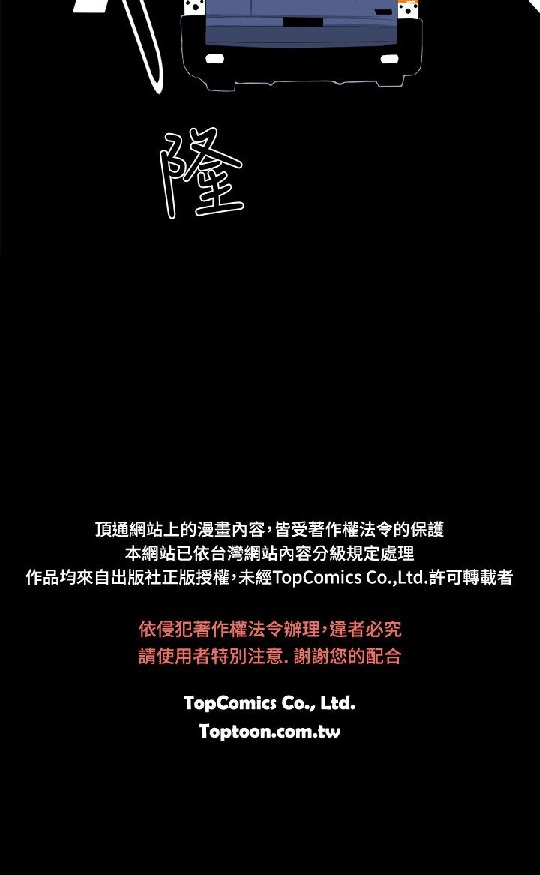 隆
頂通網站上的漫畫內容，皆受著作權法令的保護
本網站已依台灣網站內容分級規定處理
作品均來自出版社正版授權，未經TopComics Co.,Ltd.許可轉載者
依侵犯著作權法令辦理，違者必究
請使用者特別注意. 謝謝您的配合
TopComics Co., Ltd.
Toptoon.com.tw